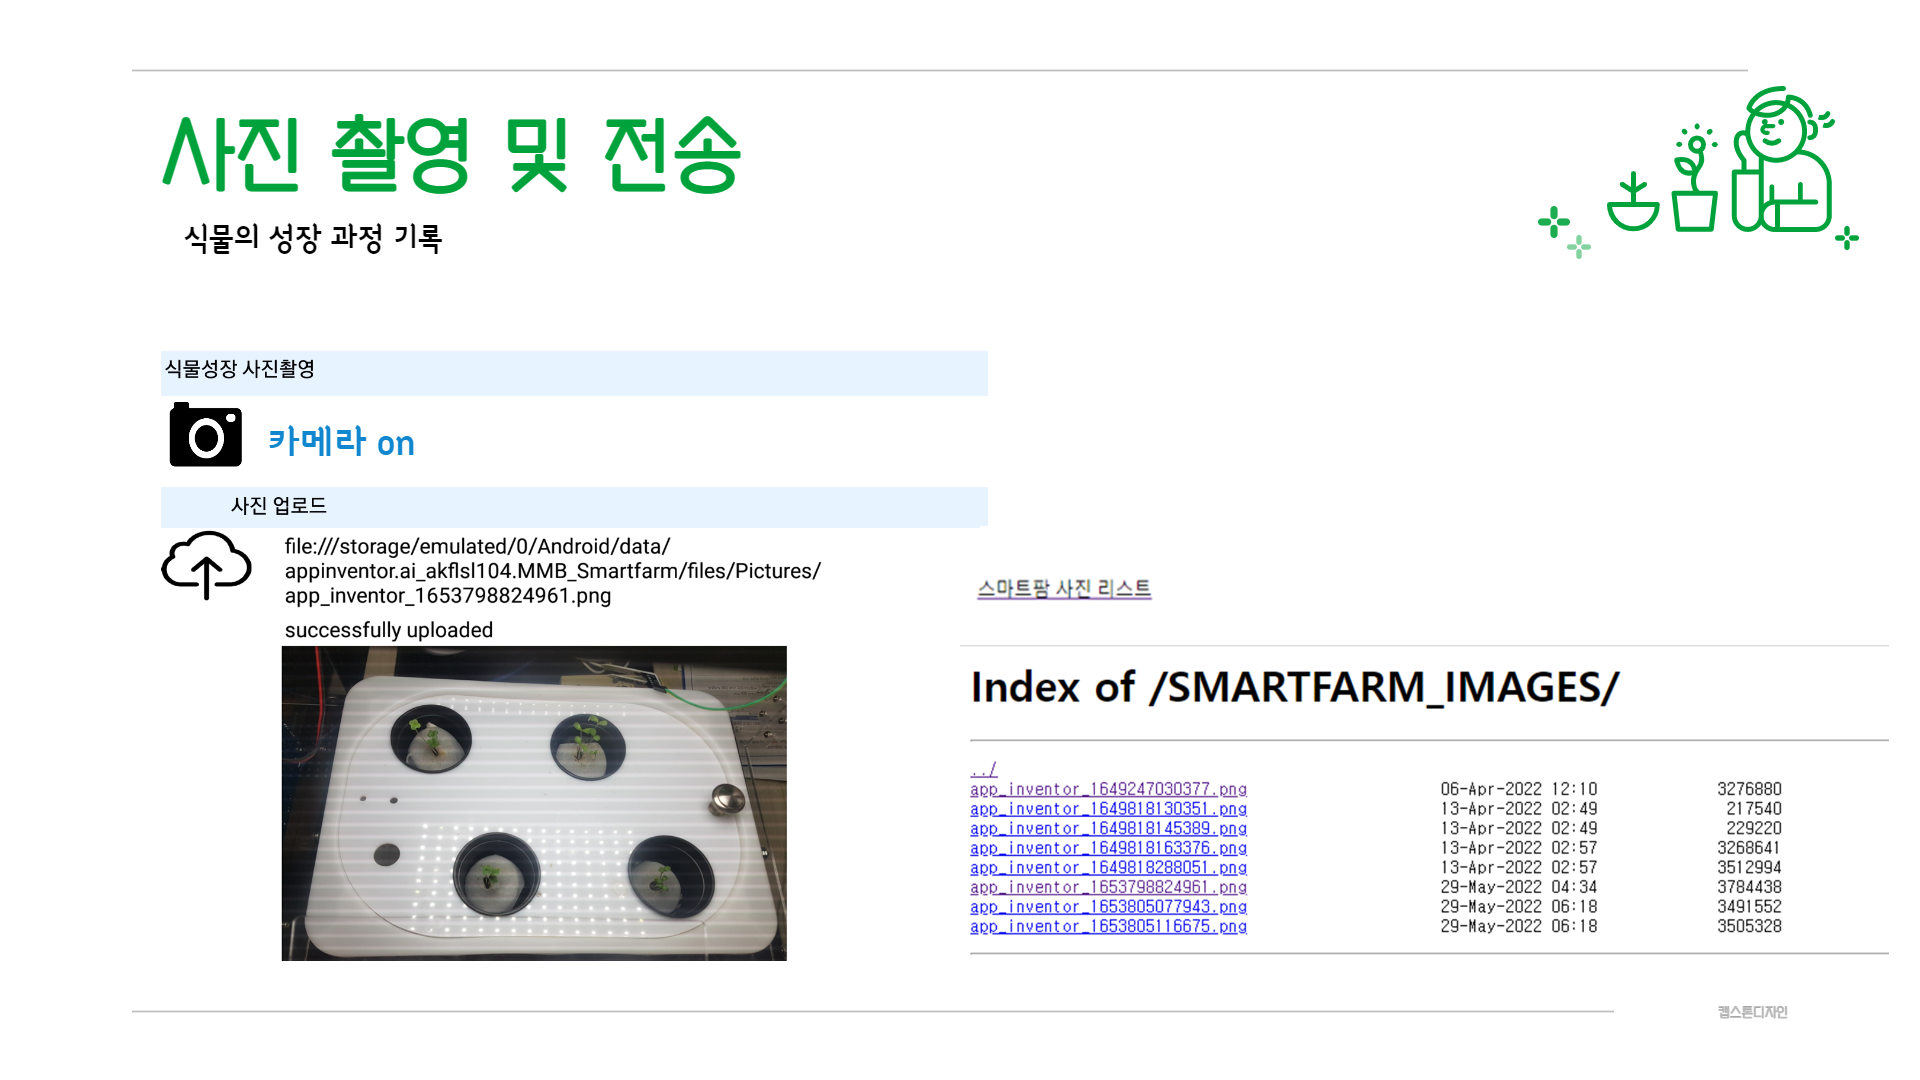 사진 촬영 및 전송
식물의 성장 과정 기록
식물성장 사진촬영
카메라 on
사진 업로드
file:///storage/emulated/0/Android/data/
appinventor.ai_akflsl104.MMB_Smartfarm/files/Pictures/
app_inventor_1653798824961.png
successfully uploaded
스마트팜 사진 리스트
Index of /SMARTFARM_IMAGES/
../
app_inventor_1649247030377.png 06-Apr-2022 12:10 3276880
app_inventor_1649818130351.png 13-Apr-2022 02:49 217540
app_inventor_1649818145389.png 13-Apr-2022 02:49 229220
app_inventor_1649818163376.png 13-Apr-2022 02:57 3268641
app_inventor_1649818288051.png 13-Apr-2022 02:57 3512994
app_inventor_1653798824961.png 29-May-2022 04:34 3784438
app_inventor_1653805077943.png 29-May-2022 06:18 3491552
app_inventor_1653805116675.png 29-May-2022 06:18 3505328
캡스톤디자인